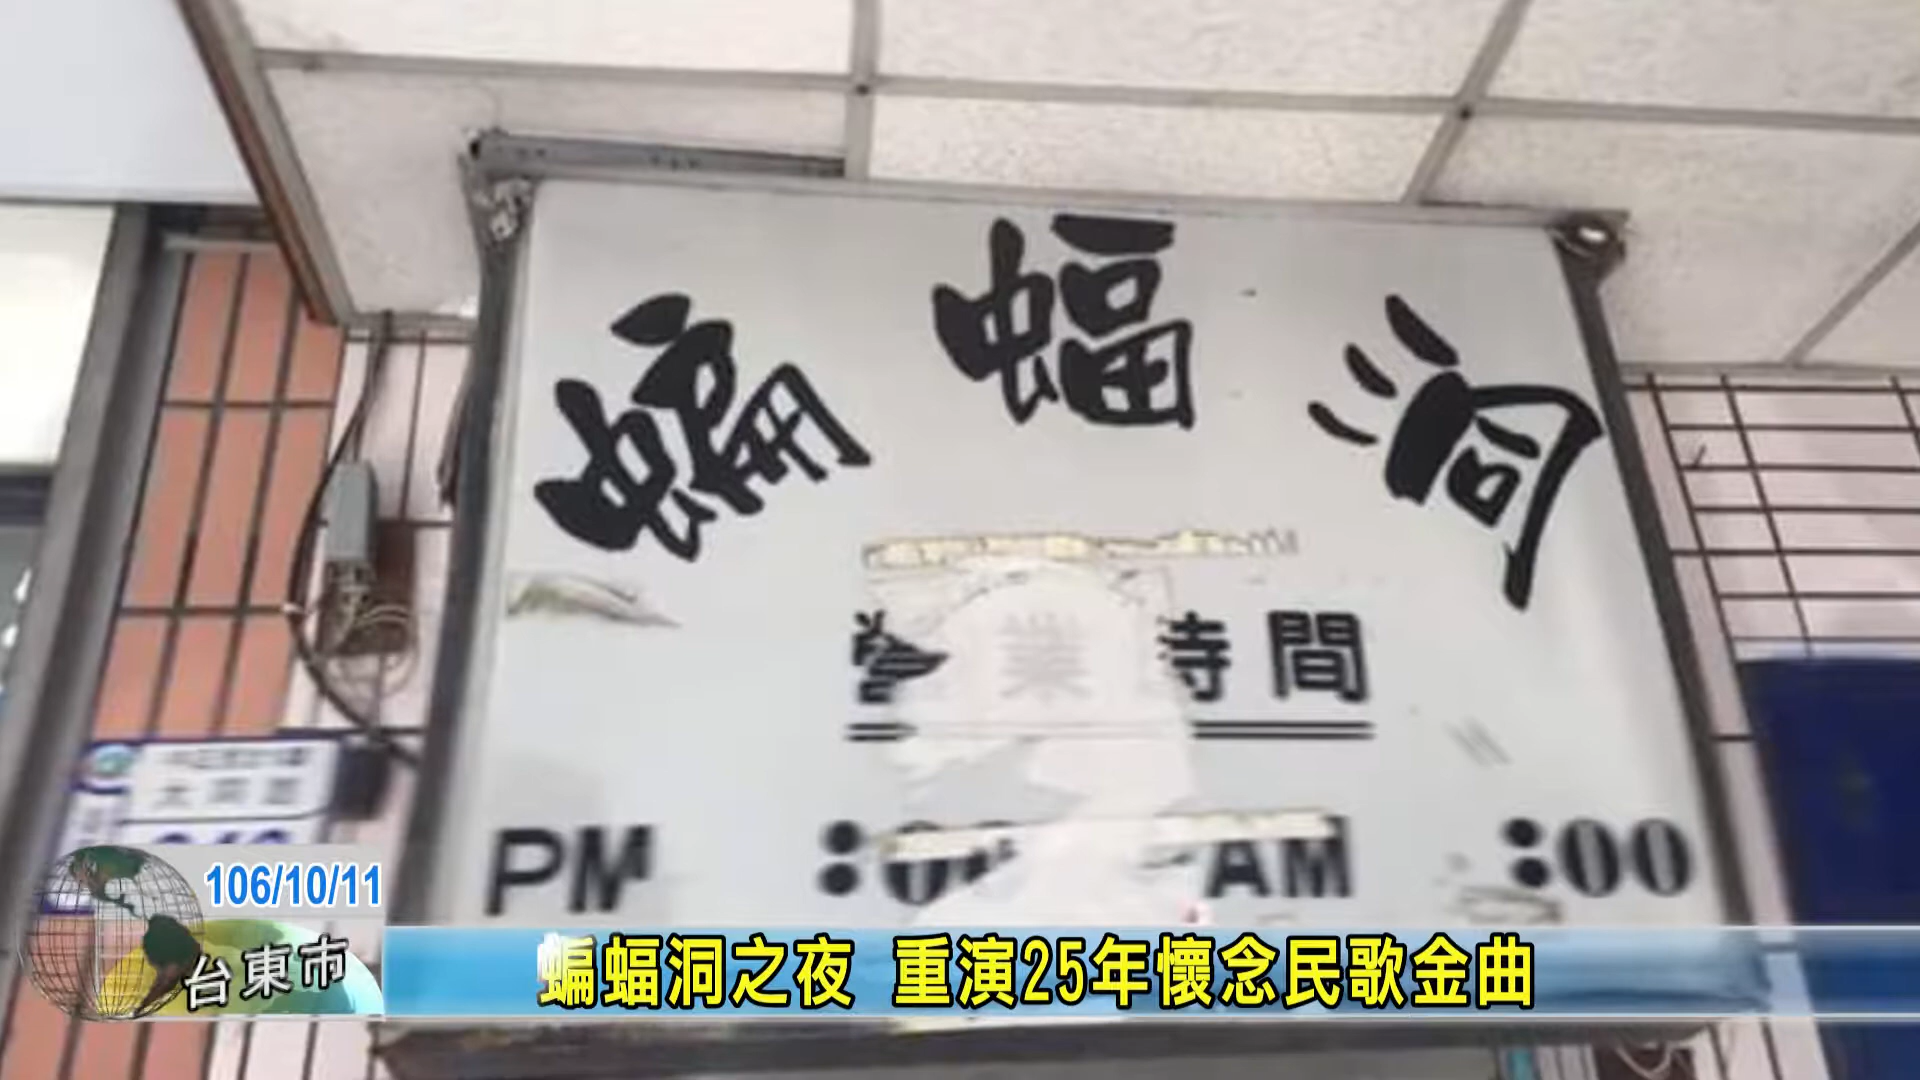 蝙蝠洞
營業時間
PM :00 AM :00
106/10/11
台東市
蝙蝠洞之夜 重演25年懷念民歌金曲